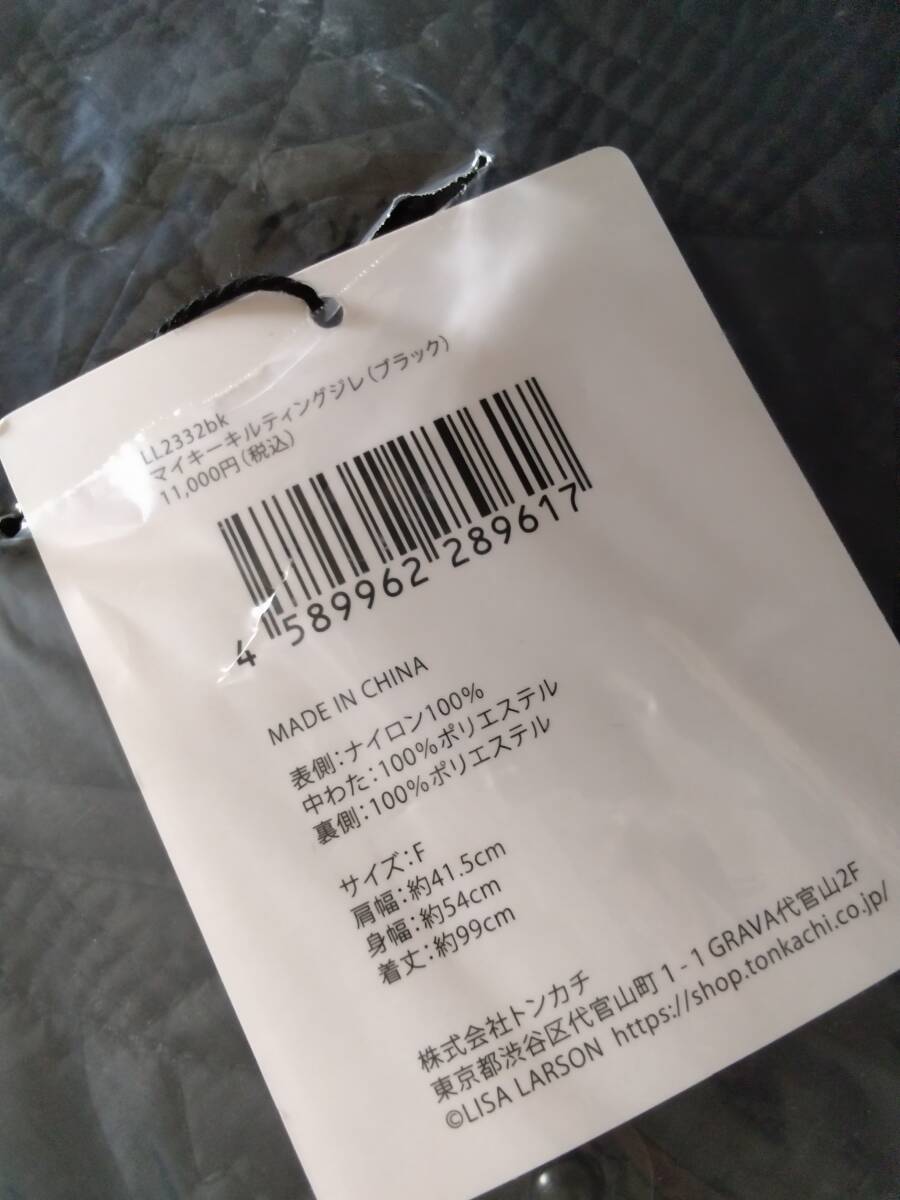 LL2332bk
マイキーキルティングジレ(ブラック)
11,000円(税込)
4 589962 289617
MADE IN CHINA
表側:ナイロン100%
中わた:100%ポリエステル
裏側:100%ポリエステル
サイズ:F
肩幅:約41.5cm
身幅:約54cm
着丈:約99cm
株式会社トンカチ
東京都渋谷区代官山町1-1 GRAVA代官山2F
©LISA LARSON https://shop.tonkachi.co.jp/